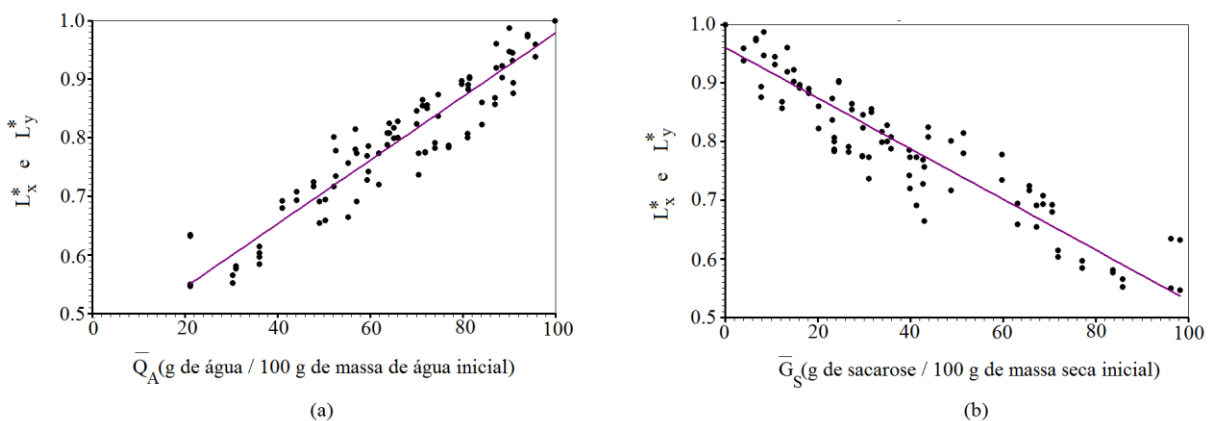 1.0
0.9
0.8
0.7
0.6
0.5
L*x e L*y
0 20 40 60 80 100
Q̅A (g de água / 100 g de massa de água inicial)
(a)
1.0
0.9
0.8
0.7
0.6
0.5
L*x e L*y
0 20 40 60 80 100
G̅S (g de sacarose / 100 g de massa seca inicial)
(b)